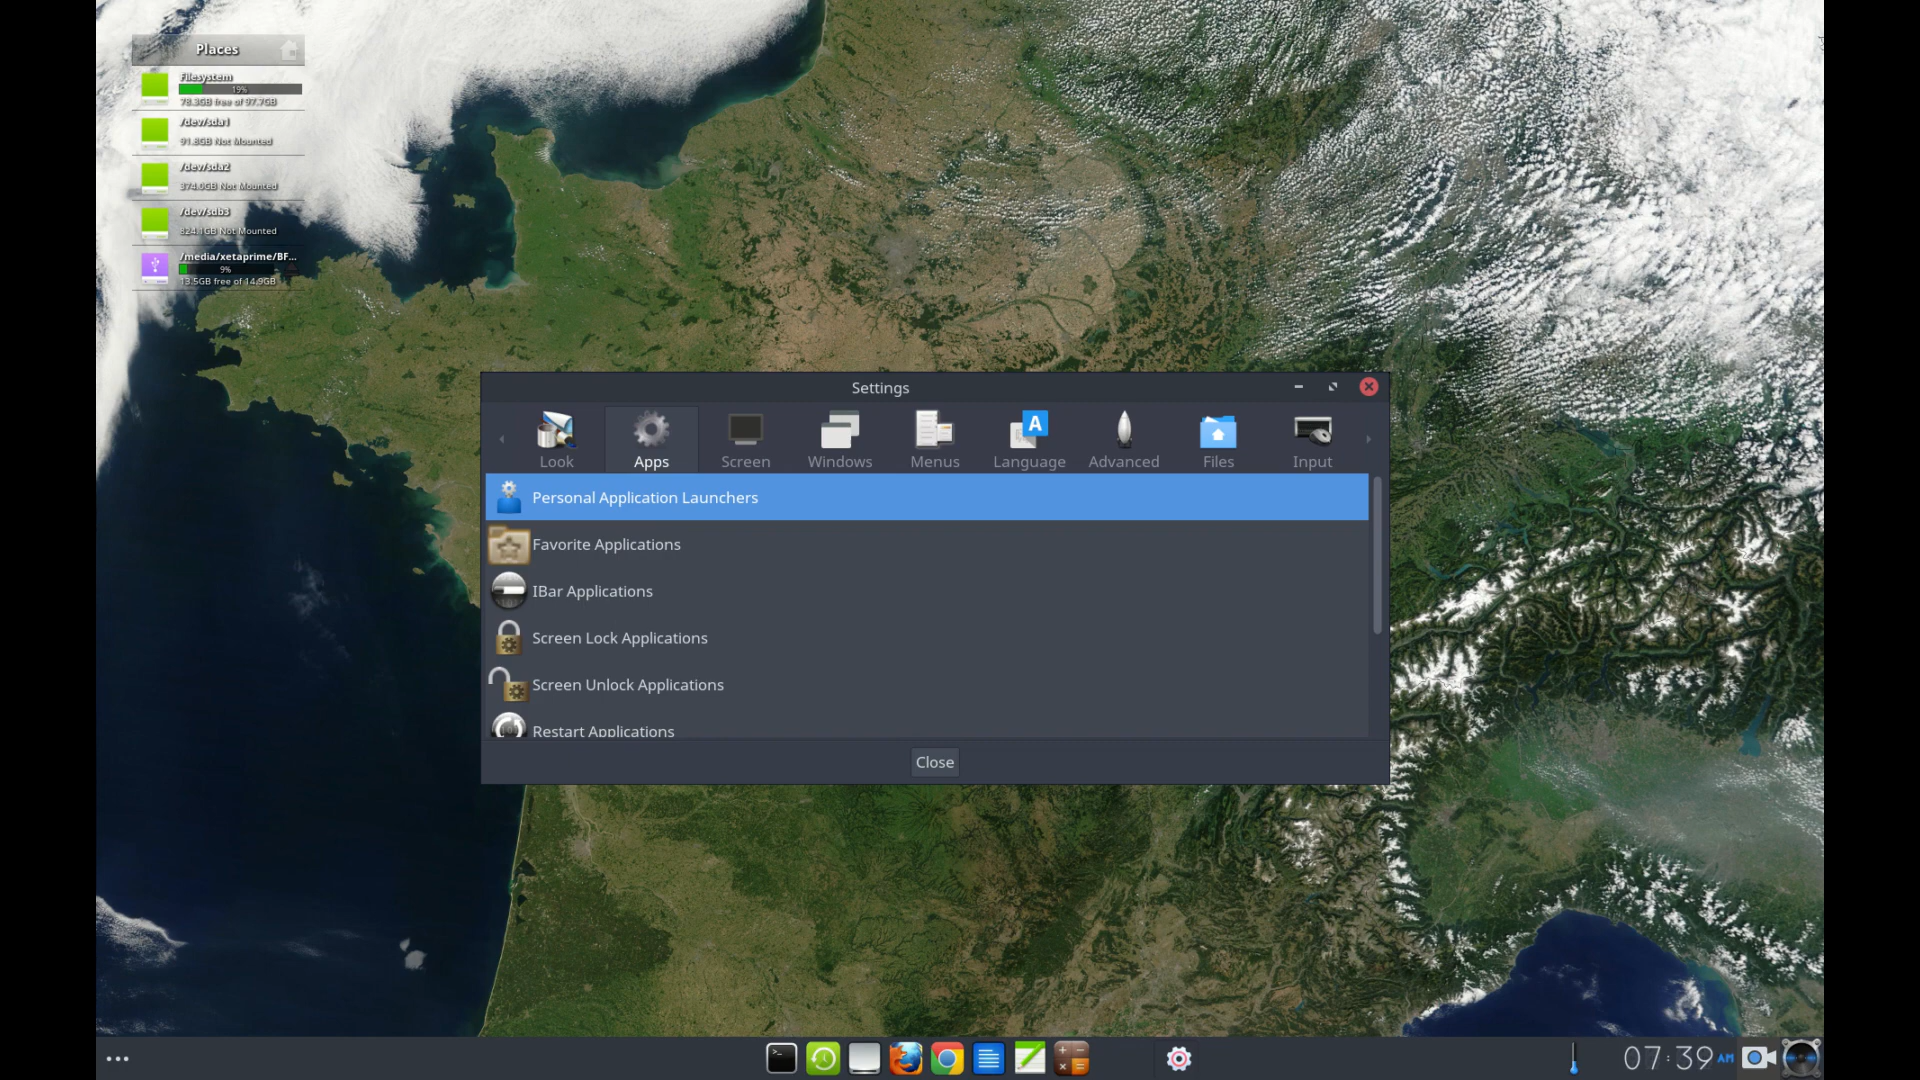 Places
Filesystem
19%
78.3GB free of 97.7GB
/dev/sda1
91.8GB Not Mounted
/dev/sda2
374.0GB Not Mounted
/dev/sdb3
824.1GB Not Mounted
/media/xetaprime/BF...
9%
13.5GB free of 14.9GB
Settings
Look Apps Screen Windows Menus Language Advanced Files Input
Personal Application Launchers
Favorite Applications
IBar Applications
Screen Lock Applications
Screen Unlock Applications
Restart Applications
Close
07:39 AM